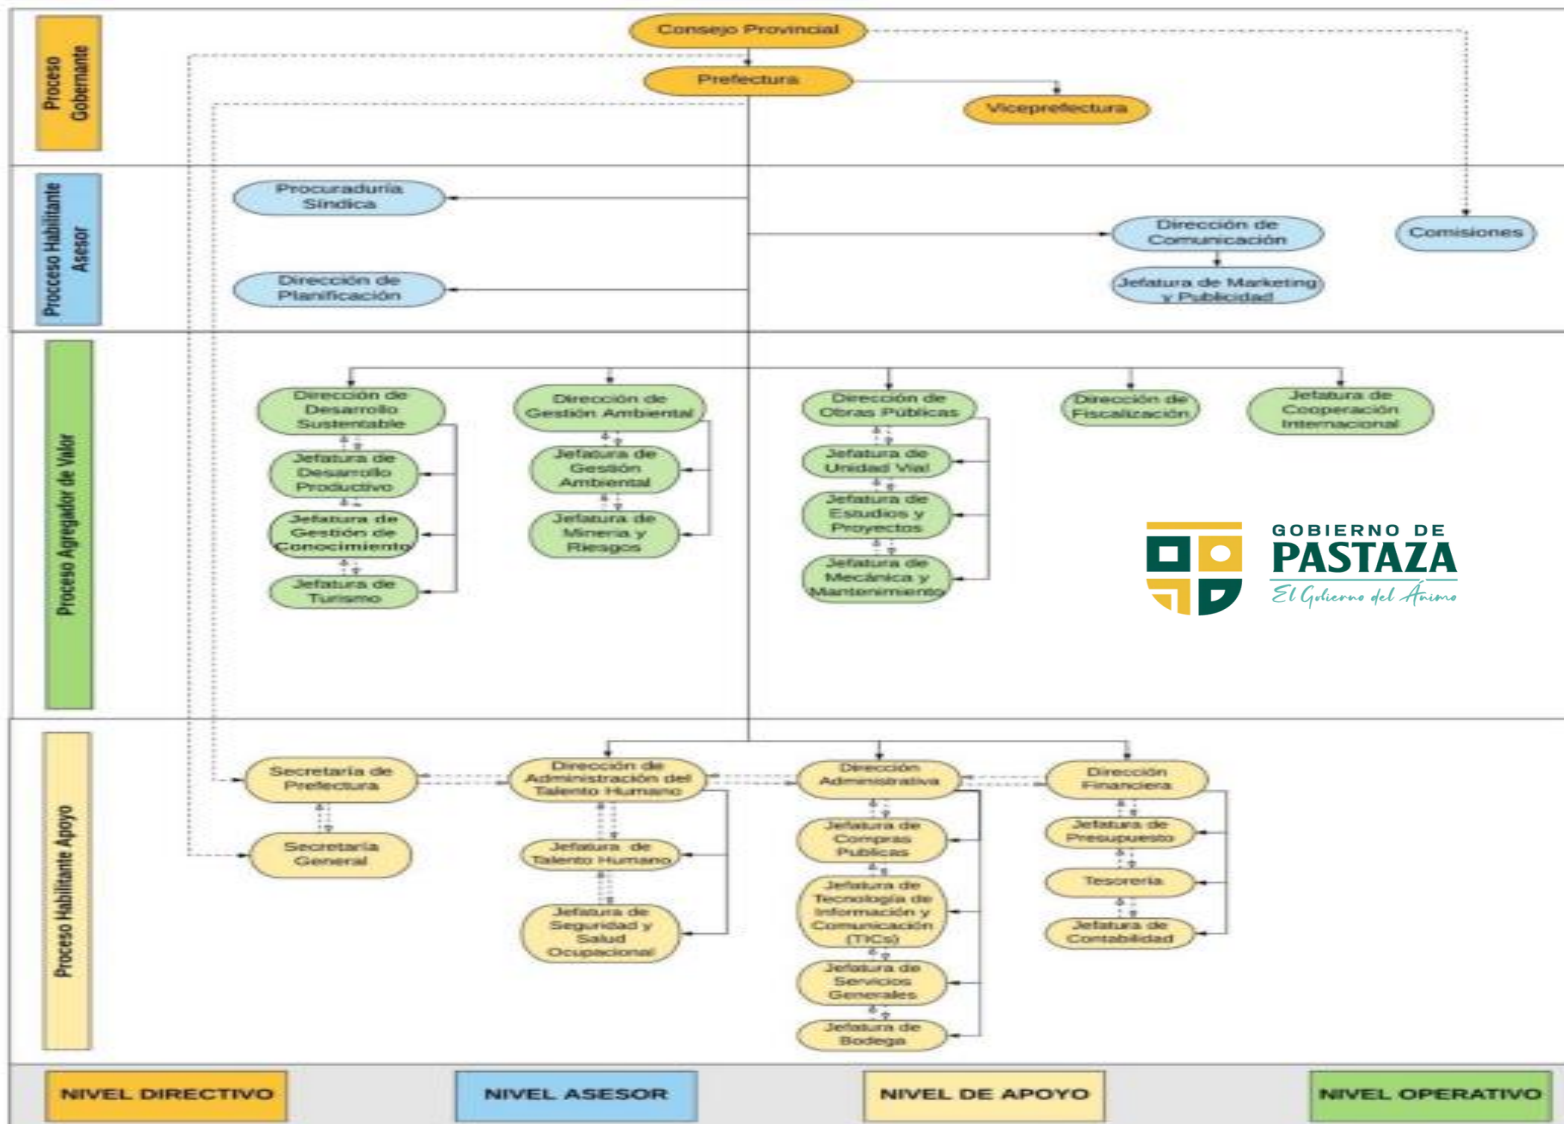 Proceso
Gobernante
Consejo Provincial
Prefectura
Viceprefectura
Procceso Habilitante
Asesor
Procuraduría
Síndica
Dirección de
Planificación
Dirección de
Comunicación
Jefatura de Marketing
y Publicidad
Comisiones
Proceso Agregador de Valor
Dirección de
Desarrollo
Sustentable
Jefatura de
Desarrollo
Productivo
Jefatura de
Gestión de
Conocimiento
Jefatura de
Turismo
Dirección de
Gestión Ambiental
Jefatura de
Gestión
Ambiental
Jefatura de
Minería y
Riesgos
Dirección de
Obras Públicas
Jefatura de
Unidad Vial
Jefatura de
Estudios y
Proyectos
Jefatura de
Mecánica y
Mantenimiento
Dirección de
Fiscalización
Jefatura de
Cooperación
Internacional
GOBIERNO DE
PASTAZA
El Gobierno del Ánimo
Proceso Habilitante Apoyo
Secretaría de
Prefectura
Secretaría
General
Dirección de
Administración del
Talento Humano
Jefatura de
Talento Humano
Jefatura de
Seguridad y
Salud
Ocupacional
Dirección
Administrativa
Jefatura de
Compras
Publicas
Jefatura de
Tecnología de
Información y
Comunicación
(TICs)
Jefatura de
Servicios
Generales
Jefatura de
Bodega
Dirección
Financiera
Jefatura de
Presupuesto
Tesorería
Jefatura de
Contabilidad
NIVEL DIRECTIVO
NIVEL ASESOR
NIVEL DE APOYO
NIVEL OPERATIVO